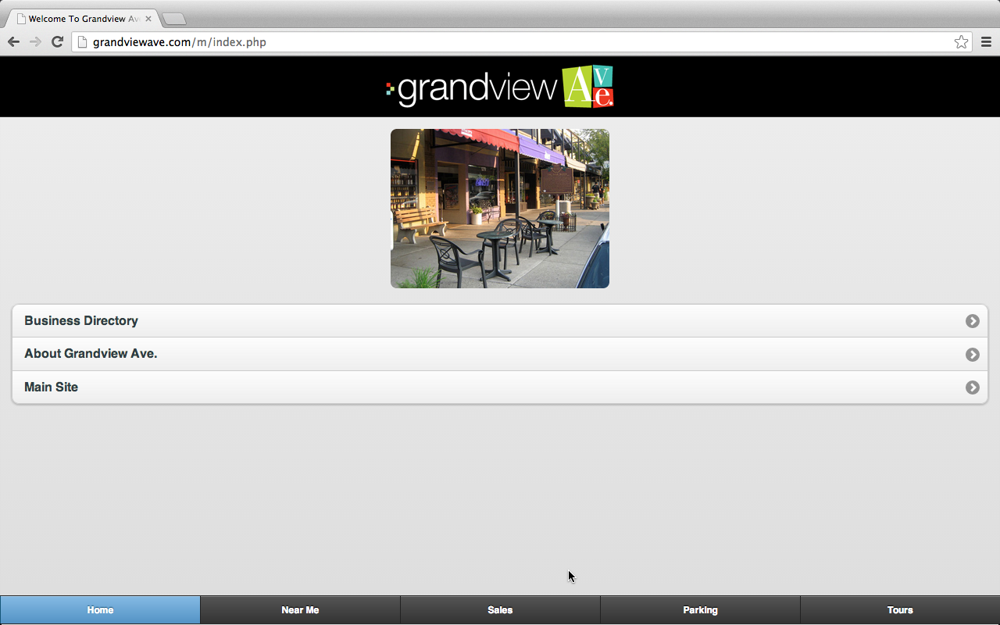 Welcome To Grandview Av
grandviewave.com/m/index.php
grandview Ave.
Business Directory
About Grandview Ave.
Main Site
Home
Near Me
Sales
Parking
Tours